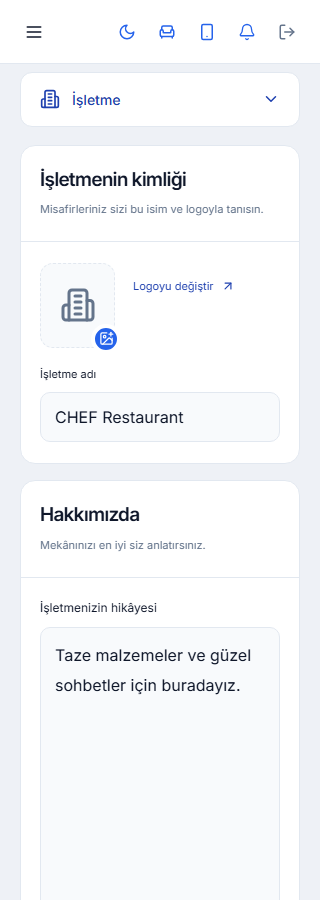 İşletme
İşletmenin kimliği
Misafirleriniz sizi bu isim ve logoyla tanısın.
Logoyu değiştir
İşletme adı
CHEF Restaurant
Hakkımızda
Mekânınızı en iyi siz anlatırsınız.
İşletmenizin hikâyesi
Taze malzemeler ve güzel
sohbetler için buradayız.